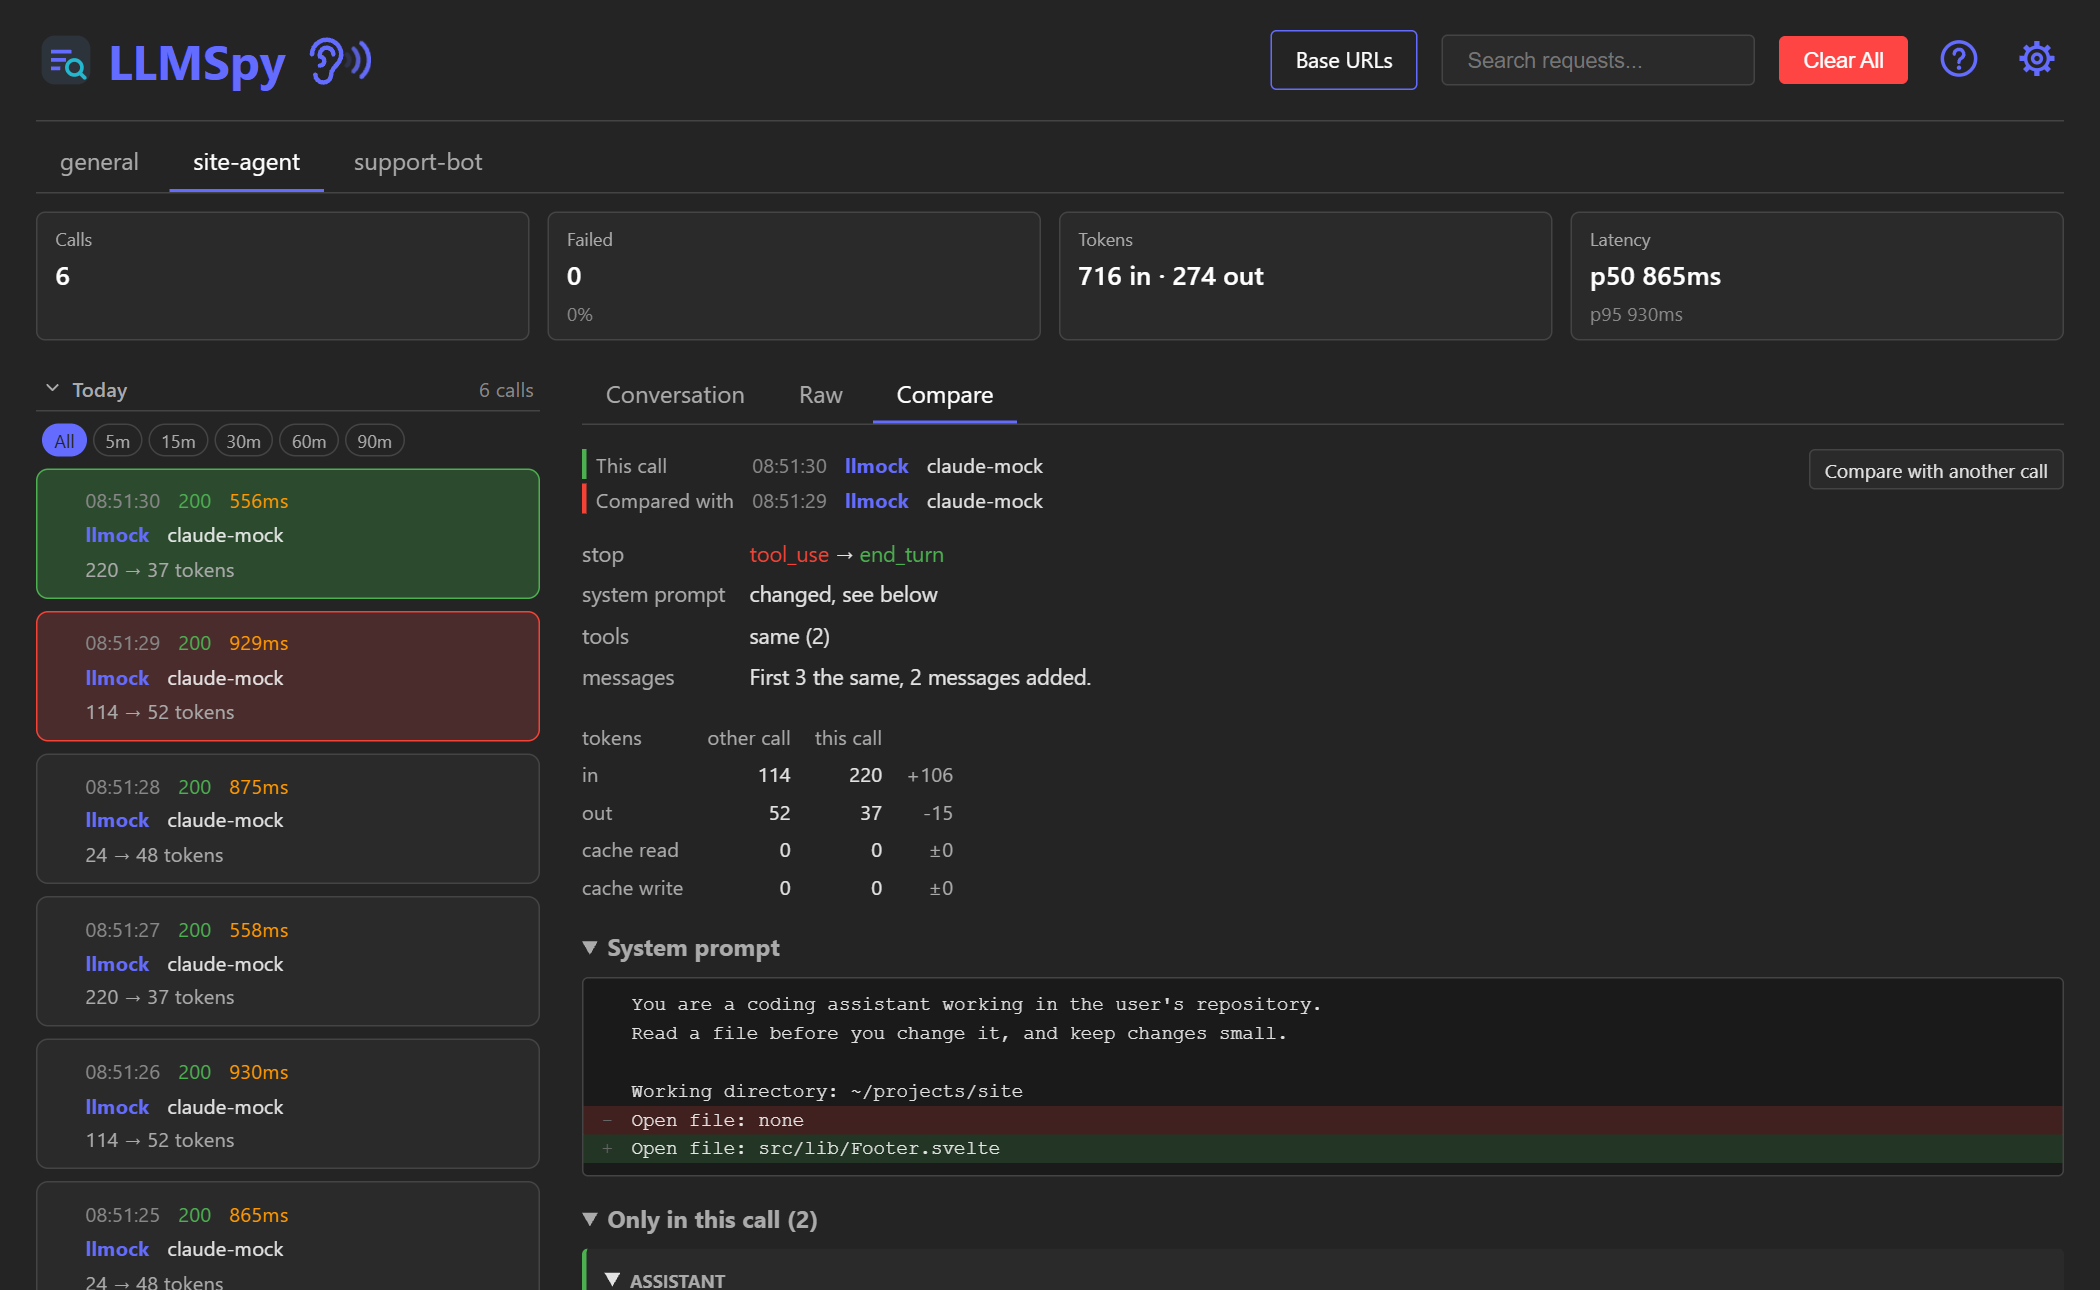 LLMSpy
Base URLs
Search requests...
Clear All
general
site-agent
support-bot
Calls
6
Failed
0
0%
Tokens
716 in · 274 out
Latency
p50 865ms
p95 930ms
Today
6 calls
All
5m
15m
30m
60m
90m
08:51:30 200 556ms
llmock claude-mock
220 → 37 tokens
08:51:29 200 929ms
llmock claude-mock
114 → 52 tokens
08:51:28 200 875ms
llmock claude-mock
24 → 48 tokens
08:51:27 200 558ms
llmock claude-mock
220 → 37 tokens
08:51:26 200 930ms
llmock claude-mock
114 → 52 tokens
08:51:25 200 865ms
llmock claude-mock
24 → 48 tokens
Conversation
Raw
Compare
This call 08:51:30 llmock claude-mock
Compared with 08:51:29 llmock claude-mock
Compare with another call
stop tool_use → end_turn
system prompt changed, see below
tools same (2)
messages First 3 the same, 2 messages added.
tokens other call this call
in 114 220 +106
out 52 37 -15
cache read 0 0 ±0
cache write 0 0 ±0
▼ System prompt
You are a coding assistant working in the user's repository.
Read a file before you change it, and keep changes small.
Working directory: ~/projects/site
- Open file: none
+ Open file: src/lib/Footer.svelte
▼ Only in this call (2)
▼ ASSISTANT